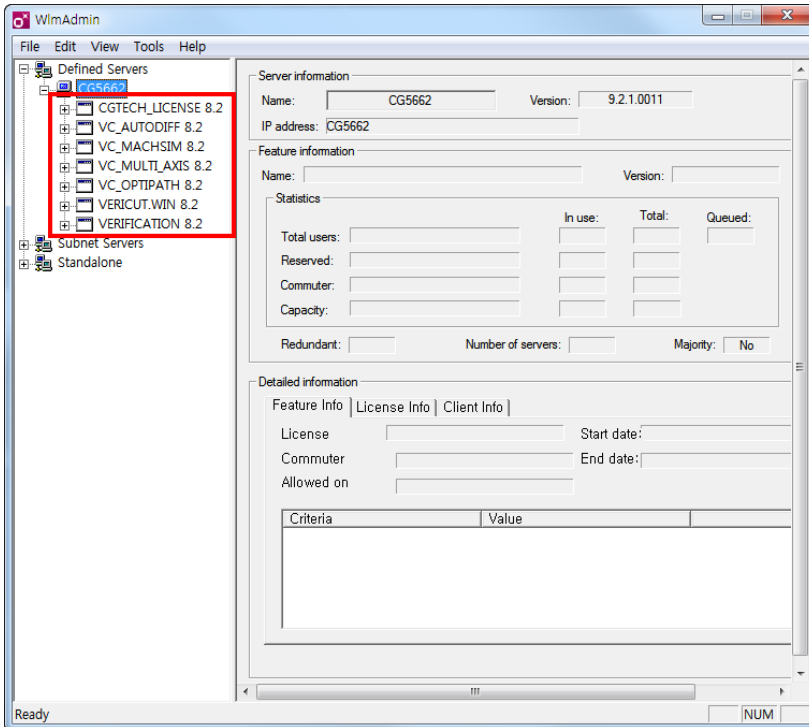 WlmAdmin
File Edit View Tools Help
Defined Servers
CG5662
CGTECH_LICENSE 8.2
VC_AUTODIFF 8.2
VC_MACHSIM 8.2
VC_MULTI_AXIS 8.2
VC_OPTIPATH 8.2
VERICUT.WIN 8.2
VERIFICATION 8.2
Subnet Servers
Standalone
Server information
Name: CG5662 Version: 9.2.1.0011
IP address: CG5662
Feature information
Name: Version:
Statistics
In use: Total: Queued:
Total users:
Reserved:
Commuter:
Capacity:
Redundant: Number of servers: Majority: No
Detailed information
Feature Info License Info Client Info
License Start date:
Commuter End date:
Allowed on
Criteria Value
Ready NUM